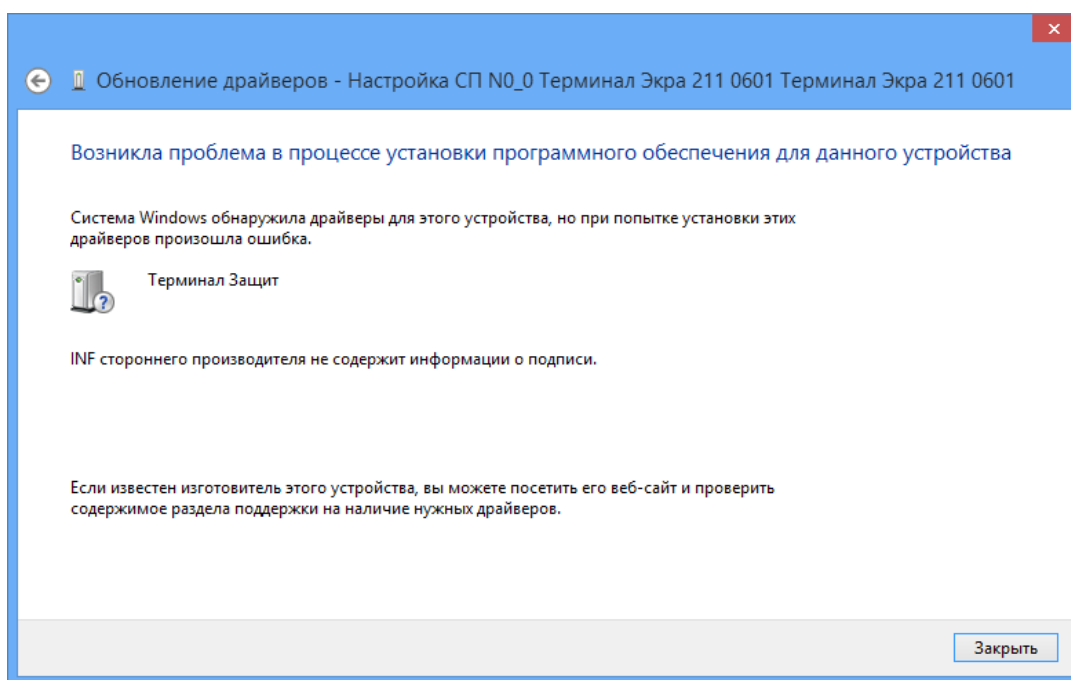 Обновление драйверов - Настройка СП N0_0 Терминал Экра 211 0601 Терминал Экра 211 0601
Возникла проблема в процессе установки программного обеспечения для данного устройства
Система Windows обнаружила драйверы для этого устройства, но при попытке установки этих
драйверов произошла ошибка.
Терминал Защит
INF стороннего производителя не содержит информации о подписи.
Если известен изготовитель этого устройства, вы можете посетить его веб-сайт и проверить
содержимое раздела поддержки на наличие нужных драйверов.
Закрыть